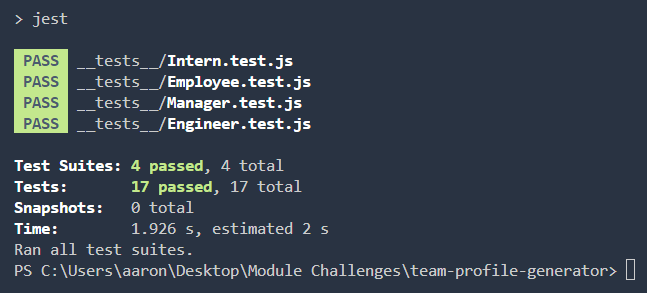 > jest
PASS __tests__/Intern.test.js
PASS __tests__/Employee.test.js
PASS __tests__/Manager.test.js
PASS __tests__/Engineer.test.js
Test Suites: 4 passed, 4 total
Tests:       17 passed, 17 total
Snapshots:   0 total
Time:        1.926 s, estimated 2 s
Ran all test suites.
PS C:\Users\aaron\Desktop\Module Challenges\team-profile-generator>